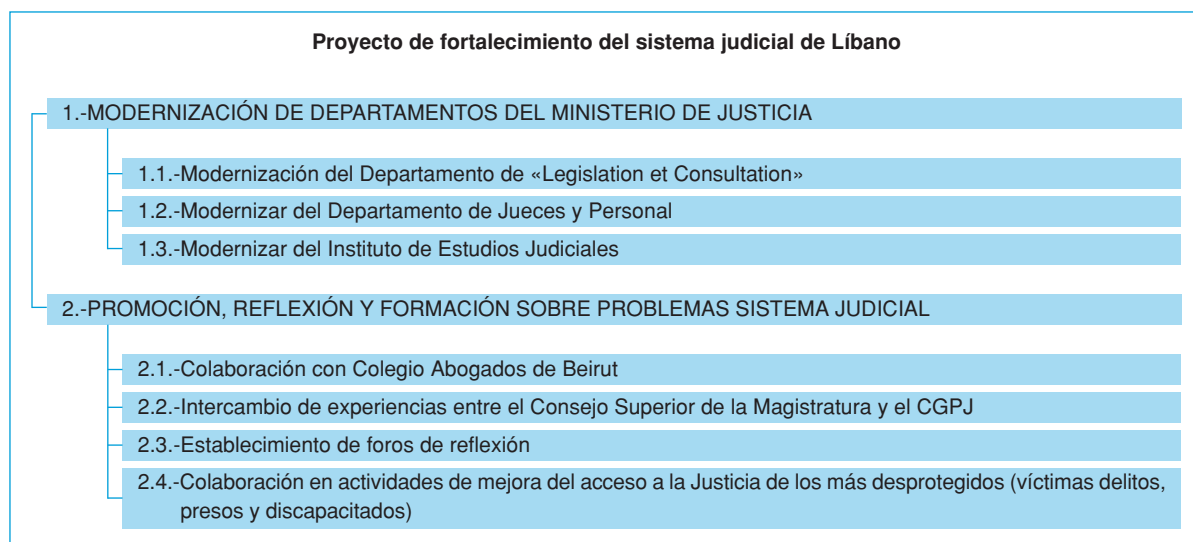 Proyecto de fortalecimiento del sistema judicial de Líbano
1.-MODERNIZACIÓN DE DEPARTAMENTOS DEL MINISTERIO DE JUSTICIA
1.1.-Modernización del Departamento de «Legislation et Consultation»
1.2.-Modernizar del Departamento de Jueces y Personal
1.3.-Modernizar del Instituto de Estudios Judiciales
2.-PROMOCIÓN, REFLEXIÓN Y FORMACIÓN SOBRE PROBLEMAS SISTEMA JUDICIAL
2.1.-Colaboración con Colegio Abogados de Beirut
2.2.-Intercambio de experiencias entre el Consejo Superior de la Magistratura y el CGPJ
2.3.-Establecimiento de foros de reflexión
2.4.-Colaboración en actividades de mejora del acceso a la Justicia de los más desprotegidos (víctimas delitos,
presos y discapacitados)